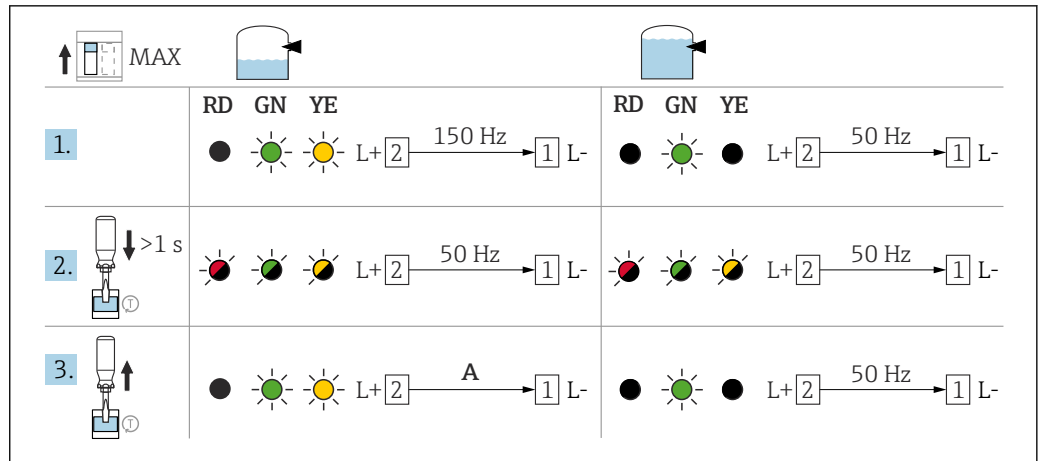 MAX
RD GN YE
RD GN YE
1.
L+ 2 150 Hz 1 L-
L+ 2 50 Hz 1 L-
2.
>1 s
T
L+ 2 50 Hz 1 L-
L+ 2 50 Hz 1 L-
3.
T
L+ 2 A 1 L-
L+ 2 50 Hz 1 L-